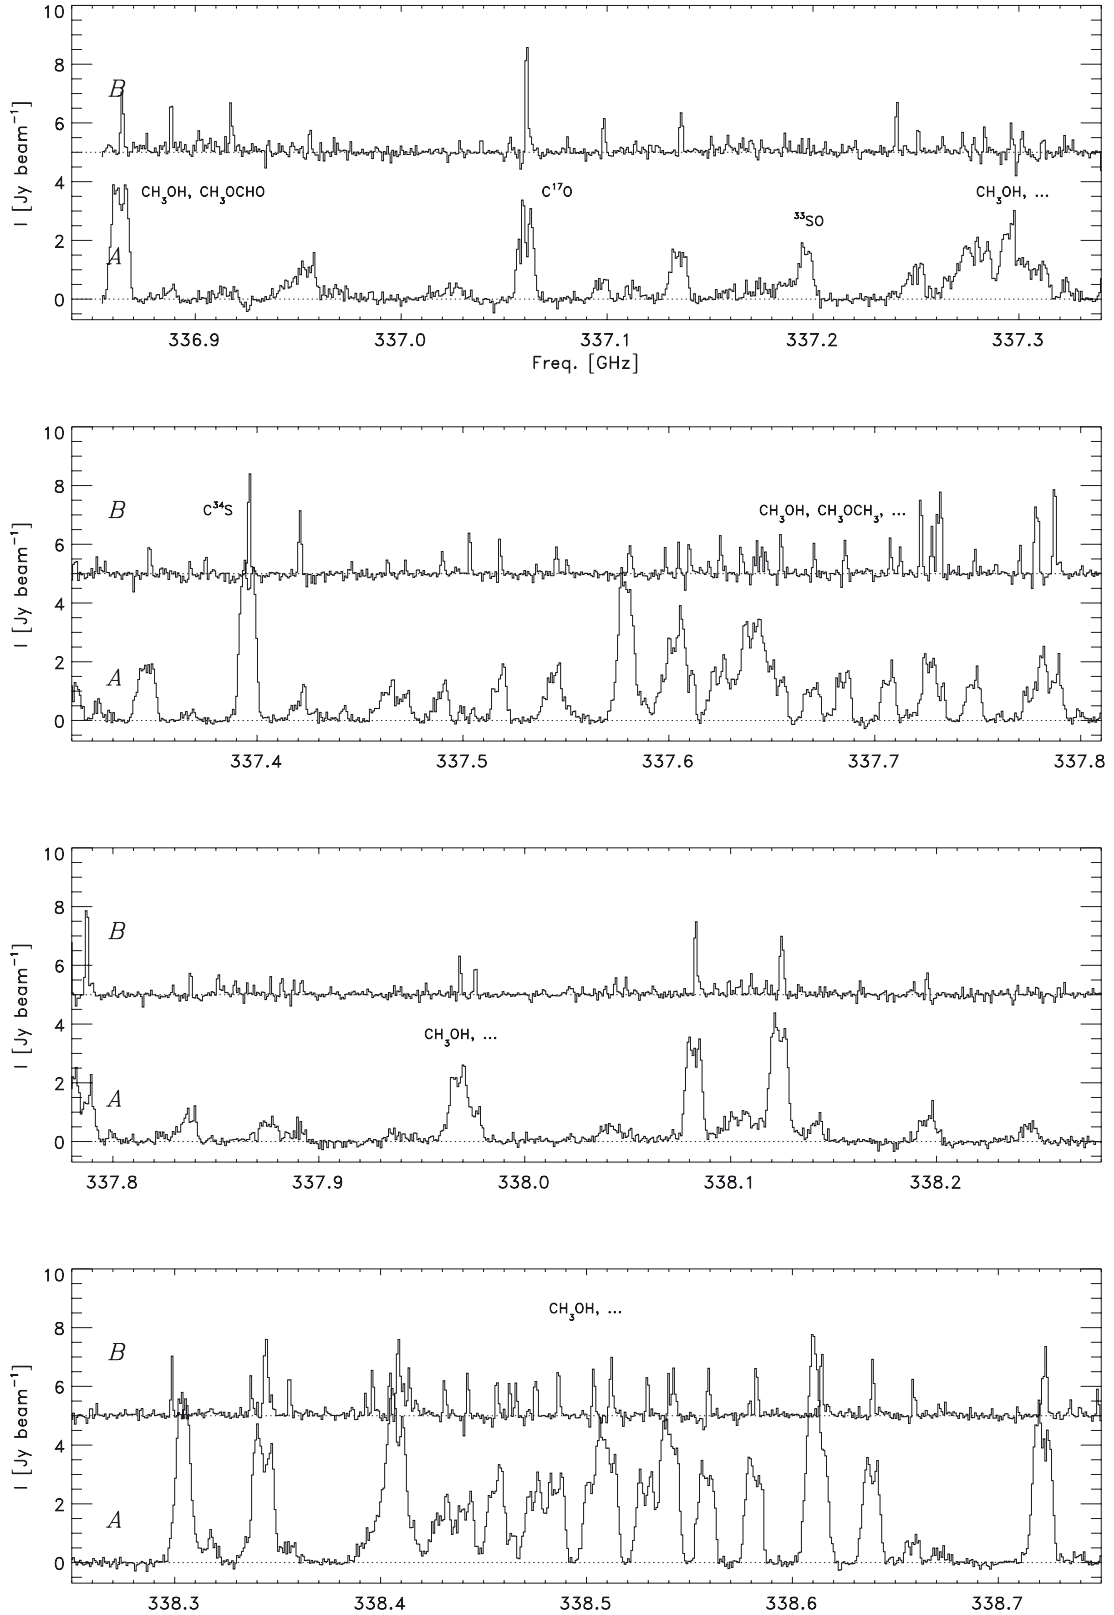 10
8
B
6
I [Jy beam⁻¹]
4
CH₃OH, CH₃OCHO C¹⁷O CH₃OH, ...
³³SO
2
A
0
336.9 337.0 337.1 337.2 337.3
Freq. [GHz]
10
8
B C³⁴S CH₃OH, CH₃OCH₃, ...
6
I [Jy beam⁻¹]
4
2
A
0
337.4 337.5 337.6 337.7 337.8
10
8
B
6
I [Jy beam⁻¹]
4
CH₃OH, ...
2
A
0
337.8 337.9 338.0 338.1 338.2
10
CH₃OH, ...
8
B
6
I [Jy beam⁻¹]
4
2
A
0
338.3 338.4 338.5 338.6 338.7